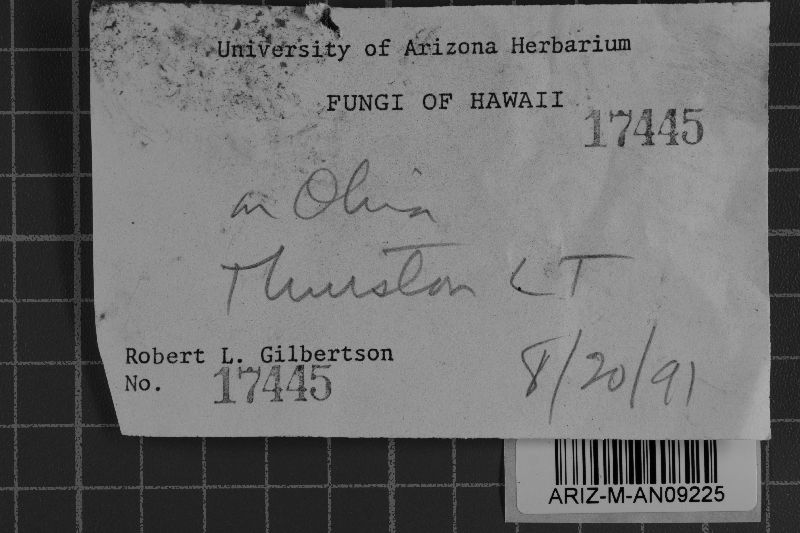 University of Arizona Herbarium
FUNGI OF HAWAII
17445
on Ohia
Thurston LT
Robert L. Gilbertson
No. 17445
8/20/91
ARIZ-M-AN09225